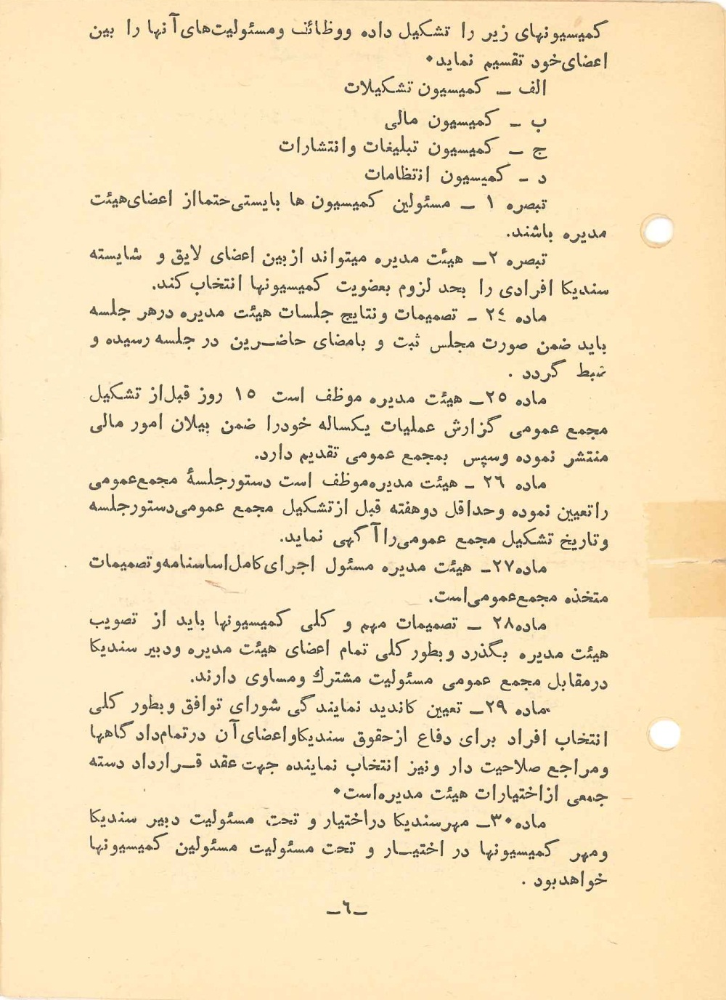 کمیسیونهای زیر را تشکیل داده ووظائف ومسئولیت‌های آنها را بین
اعضای خود تقسیم نماید.
الف ـ کمیسیون تشکیلات
ب ـ کمیسیون مالی
ج ـ کمیسیون تبلیغات وانتشارات
د ـ کمیسیون انتظامات
تبصره ۱ ـ مسئولین کمیسیون ها بایستی حتمااز اعضای هیئت
مدیره باشند.
تبصره ۲ـ هیئت مدیره میتواند ازبین اعضای لایق و شایسته
سندیکا افرادی را بحد لزوم بعضویت کمیسیونها انتخاب کند.
ماده ۲٤ ـ تصمیمات ونتایج جلسات هیئت مدیره درهر جلسه
باید ضمن صورت مجلس ثبت و بامضای حاضـرین در جلسه رسیده و
ضبط گردد .
ماده ۲۵ـ هیئت مدیره موظف است ۱۵ روز قبل از تشکیل
مجمع عمومی گزارش عملیات یکساله خودرا ضمن بیلان امور مالی
منتشر نموده وسپس بمجمع عمومی تقدیم دارد.
ماده ۲٦ ـ هیئت مدیره موظف است دستورجلسهٔ مجمع عمومی
راتعیین نموده وحداقل دوهفته قبل ازتشکیل مجمع عمومی دستورجلسه
وتاریخ تشکیل مجمع عمومی راآگهی نماید.
ماده۲۷ـ هیئت مدیره مسئول اجرای کامل اساسنامه وتصمیمات
متخذه مجمع عمومی است.
ماده۲۸ ـ تصمیمات مهم و کلی کمیسیونها باید از تصویب
هیئت مدیره بگذرد وبطور کلی تمام اعضای هیئت مدیره ودبیر سندیکا
درمقابل مجمع عمومی مسئولیت مشترك ومساوی دارند.
ماده ۲۹ـ تعیین کاندید نمایندگی شورای توافق وبطور کلی
انتخاب افراد برای دفاع ازحقوق سندیکاواعضای آن درتمام دادگاهها
ومراجع صلاحیت دار ونیز انتخاب نماینده جهت عقد قـرارداد دسته
جمعی ازاختیارات هیئت مدیره است.
ماده۳۰ـ مهرسندیکا دراختیار و تحت مسئولیت دبیر سندیکا
ومهر کمیسیونها در اختیـار و تحت مسئولیت مسئولین کمیسیونها
خواهدبود .
ـ٦ـ